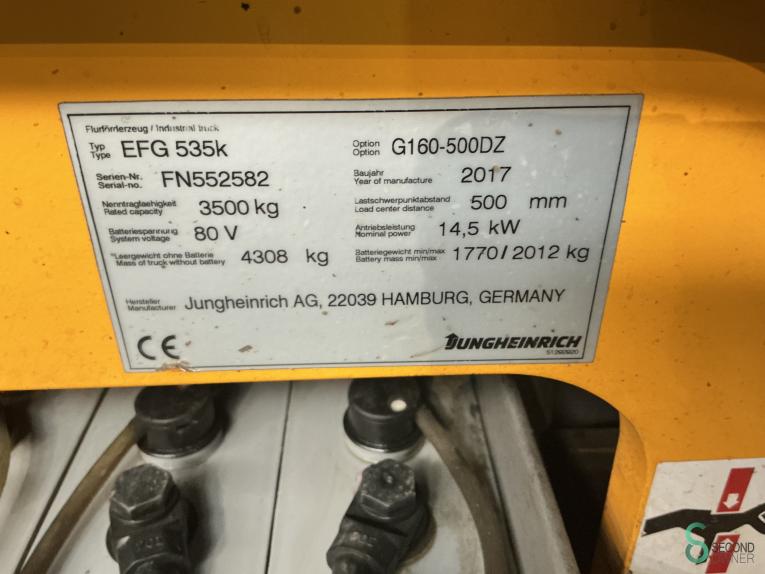 Flurförderzeug / Industrial truck
Typ
Type
EFG 535k
Option
Option
G160-500DZ
Serien-Nr.
Serial-no.
FN552582
Baujahr
Year of manufacture
2017
Nenntragfaehigkeit
Rated capacity
3500 kg
Lastschwerpunktabstand
Load center distance
500 mm
Batteriespannung
System voltage
80 V
Antriebsleistung
Nominal power
14,5 kW
*Leergewicht ohne Batterie
Mass of truck without battery
4308 kg
Batteriegewicht min/max
Battery mass min/max
1770/2012 kg
Hersteller
Manufacturer
Jungheinrich AG, 22039 HAMBURG, GERMANY
CE
JUNGHEINRICH
SECOND
OWNER